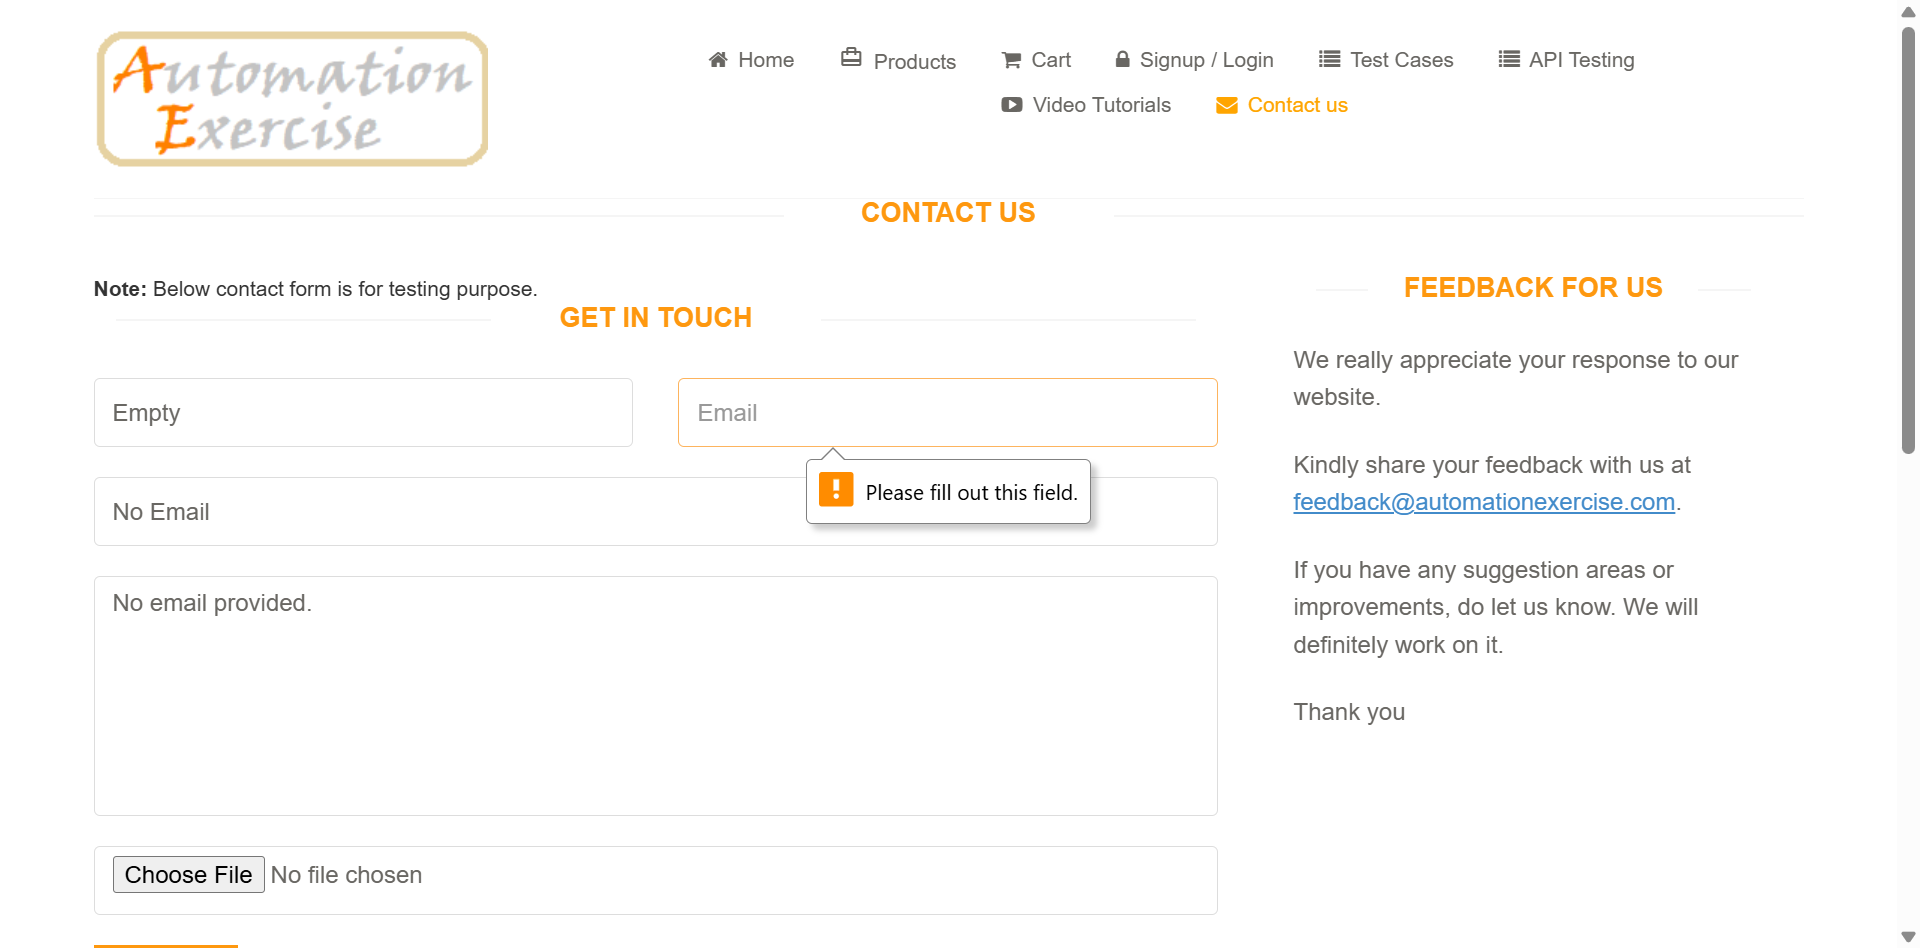 Automation
Exercise
Home
Products
Cart
Signup / Login
Test Cases
API Testing
Video Tutorials
Contact us
CONTACT US
Note: Below contact form is for testing purpose.
GET IN TOUCH
Empty
Email
Please fill out this field.
No Email
No email provided.
Choose File No file chosen
FEEDBACK FOR US
We really appreciate your response to our
website.
Kindly share your feedback with us at
feedback@automationexercise.com.
If you have any suggestion areas or
improvements, do let us know. We will
definitely work on it.
Thank you